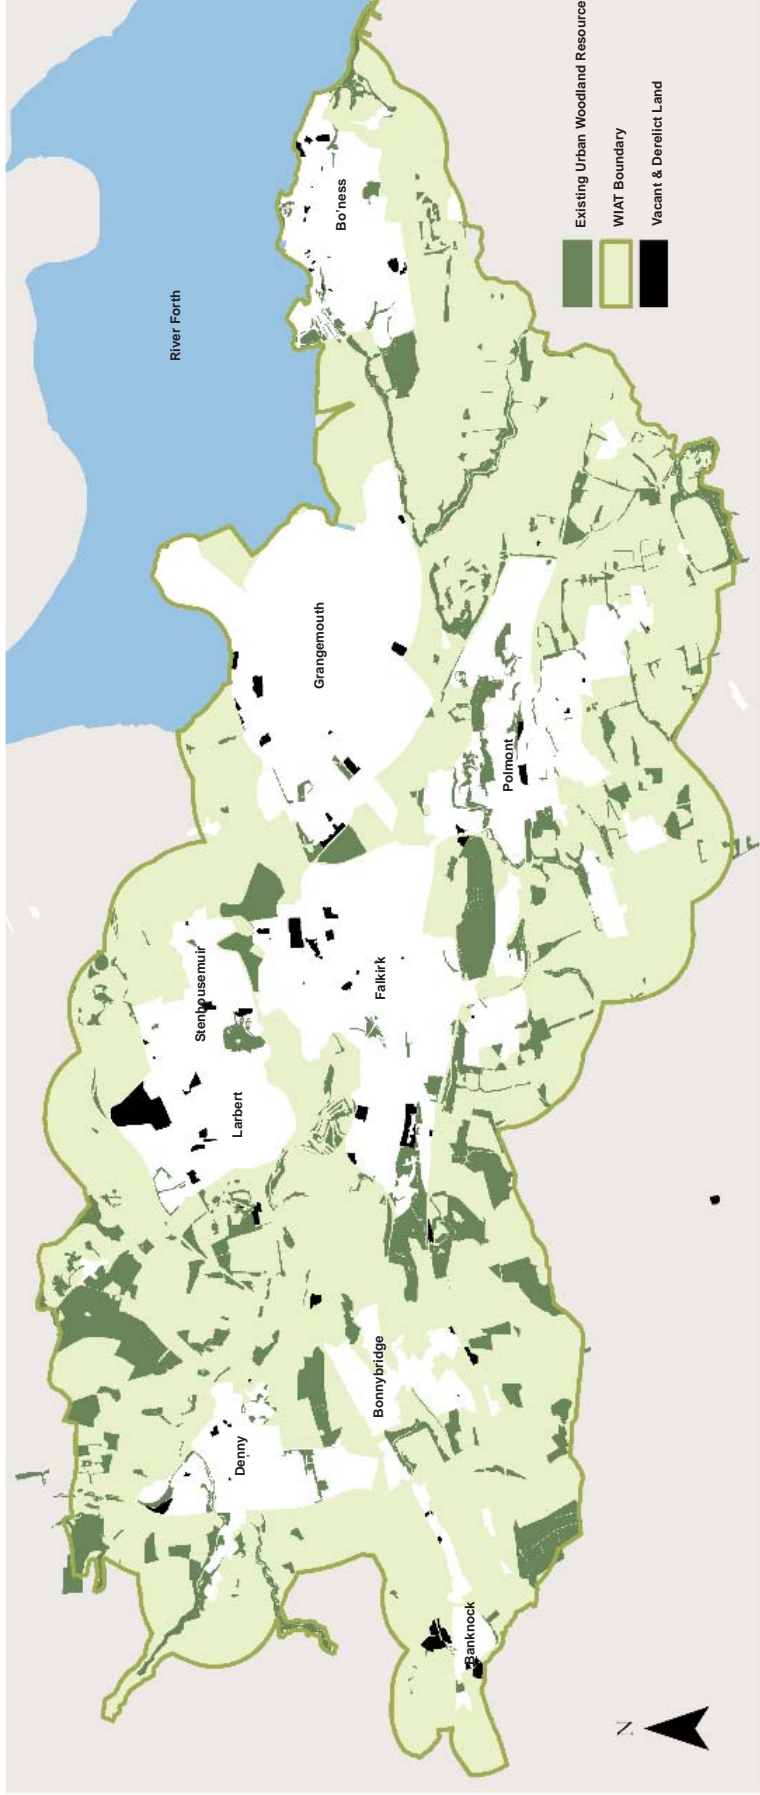 River Forth
Bo'ness
Grangemouth
Polmont
Stenhousemuir
Falkirk
Larbert
Bonnybridge
Denny
Banknock
Existing Urban Woodland Resource
WIAT Boundary
Vacant & Derelict Land
N